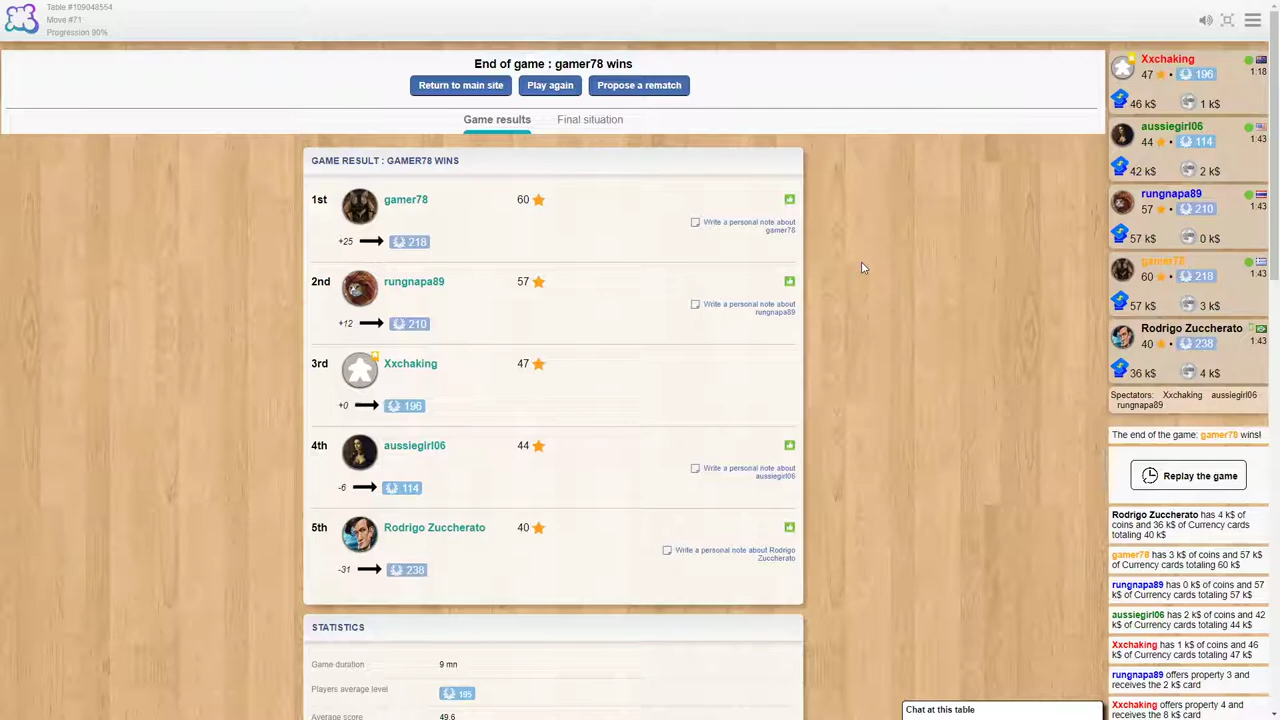 Table #109048554
Move #71
Progression 90%
End of game : gamer78 wins
Return to main site
Play again
Propose a rematch
Game results
Final situation
GAME RESULT : GAMER78 WINS
1st
gamer78
60
Write a personal note about
gamer78
+25
218
2nd
rungnapa89
57
Write a personal note about
rungnapa89
+12
210
3rd
Xxchaking
47
+0
196
4th
aussiegirl06
44
Write a personal note about
aussiegirl06
-6
114
5th
Rodrigo Zuccherato
40
Write a personal note about Rodrigo
Zuccherato
-31
238
STATISTICS
Game duration
9 mn
Players average level
195
Average score
49.6
Xxchaking
47 • 196
1:18
46 k$
1 k$
aussiegirl06
44 • 114
1:43
42 k$
2 k$
rungnapa89
57 • 210
1:43
57 k$
0 k$
gamer78
60 • 218
1:43
57 k$
3 k$
Rodrigo Zuccherato
40 • 238
1:43
36 k$
4 k$
Spectators: Xxchaking aussiegirl06
rungnapa89
The end of the game: gamer78 wins!
Replay the game
Rodrigo Zuccherato has 4 k$ of
coins and 36 k$ of Currency cards
totaling 40 k$
gamer78 has 3 k$ of coins and 57 k$
of Currency cards totaling 60 k$
rungnapa89 has 0 k$ of coins and 57
k$ of Currency cards totaling 57 k$
aussiegirl06 has 2 k$ of coins and 42
k$ of Currency cards totaling 44 k$
Xxchaking has 1 k$ of coins and 46
k$ of Currency cards totaling 47 k$
rungnapa89 offers property 3 and
receives the 2 k$ card
Xxchaking offers property 4 and
receives the 8 k$ card
Chat at this table